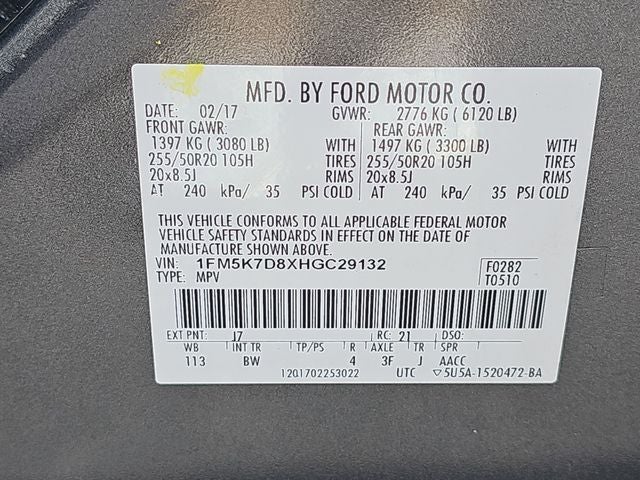 MFD. BY FORD MOTOR CO.
DATE: 02/17 GVWR: 2776 KG ( 6120 LB)
FRONT GAWR: REAR GAWR:
1397 KG ( 3080 LB) WITH 1497 KG ( 3300 LB) WITH
255/50R20 105H TIRES 255/50R20 105H TIRES
20x8.5J RIMS 20x8.5J RIMS
AT 240 kPa/ 35 PSI COLD AT 240 kPa/ 35 PSI COLD
THIS VEHICLE CONFORMS TO ALL APPLICABLE FEDERAL MOTOR
VEHICLE SAFETY STANDARDS IN EFFECT ON THE DATE OF
MANUFACTURE SHOWN ABOVE.
VIN: 1FM5K7D8XHGC29132 F0282
TYPE: MPV T0510
EXT PNT: J7 RC: 21 DSO:
WB INT TR TP/PS R AXLE TR SPR
113 BW 4 3F J AACC
1201702253022 UTC ▽5U5A-1520472-BA